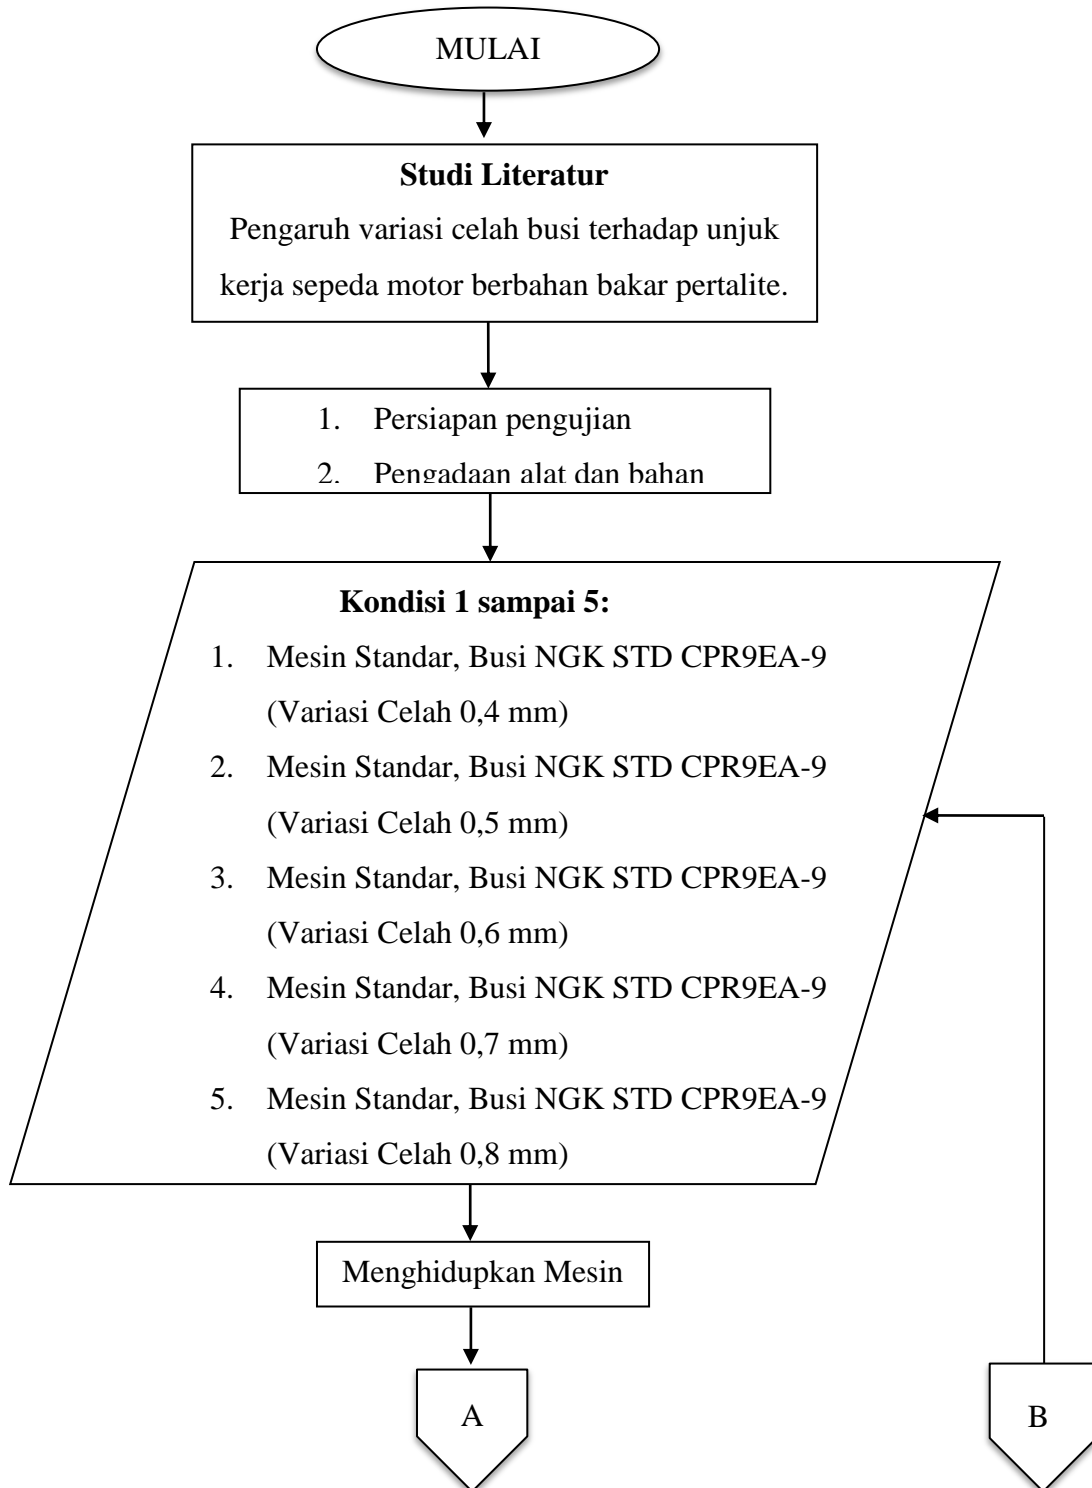 MULAI
Studi Literatur
Pengaruh variasi celah busi terhadap unjuk
kerja sepeda motor berbahan bakar pertalite.
1. Persiapan pengujian
2. Pengadaan alat dan bahan
Kondisi 1 sampai 5:
1. Mesin Standar, Busi NGK STD CPR9EA-9
(Variasi Celah 0,4 mm)
2. Mesin Standar, Busi NGK STD CPR9EA-9
(Variasi Celah 0,5 mm)
3. Mesin Standar, Busi NGK STD CPR9EA-9
(Variasi Celah 0,6 mm)
4. Mesin Standar, Busi NGK STD CPR9EA-9
(Variasi Celah 0,7 mm)
5. Mesin Standar, Busi NGK STD CPR9EA-9
(Variasi Celah 0,8 mm)
Menghidupkan Mesin
A
B